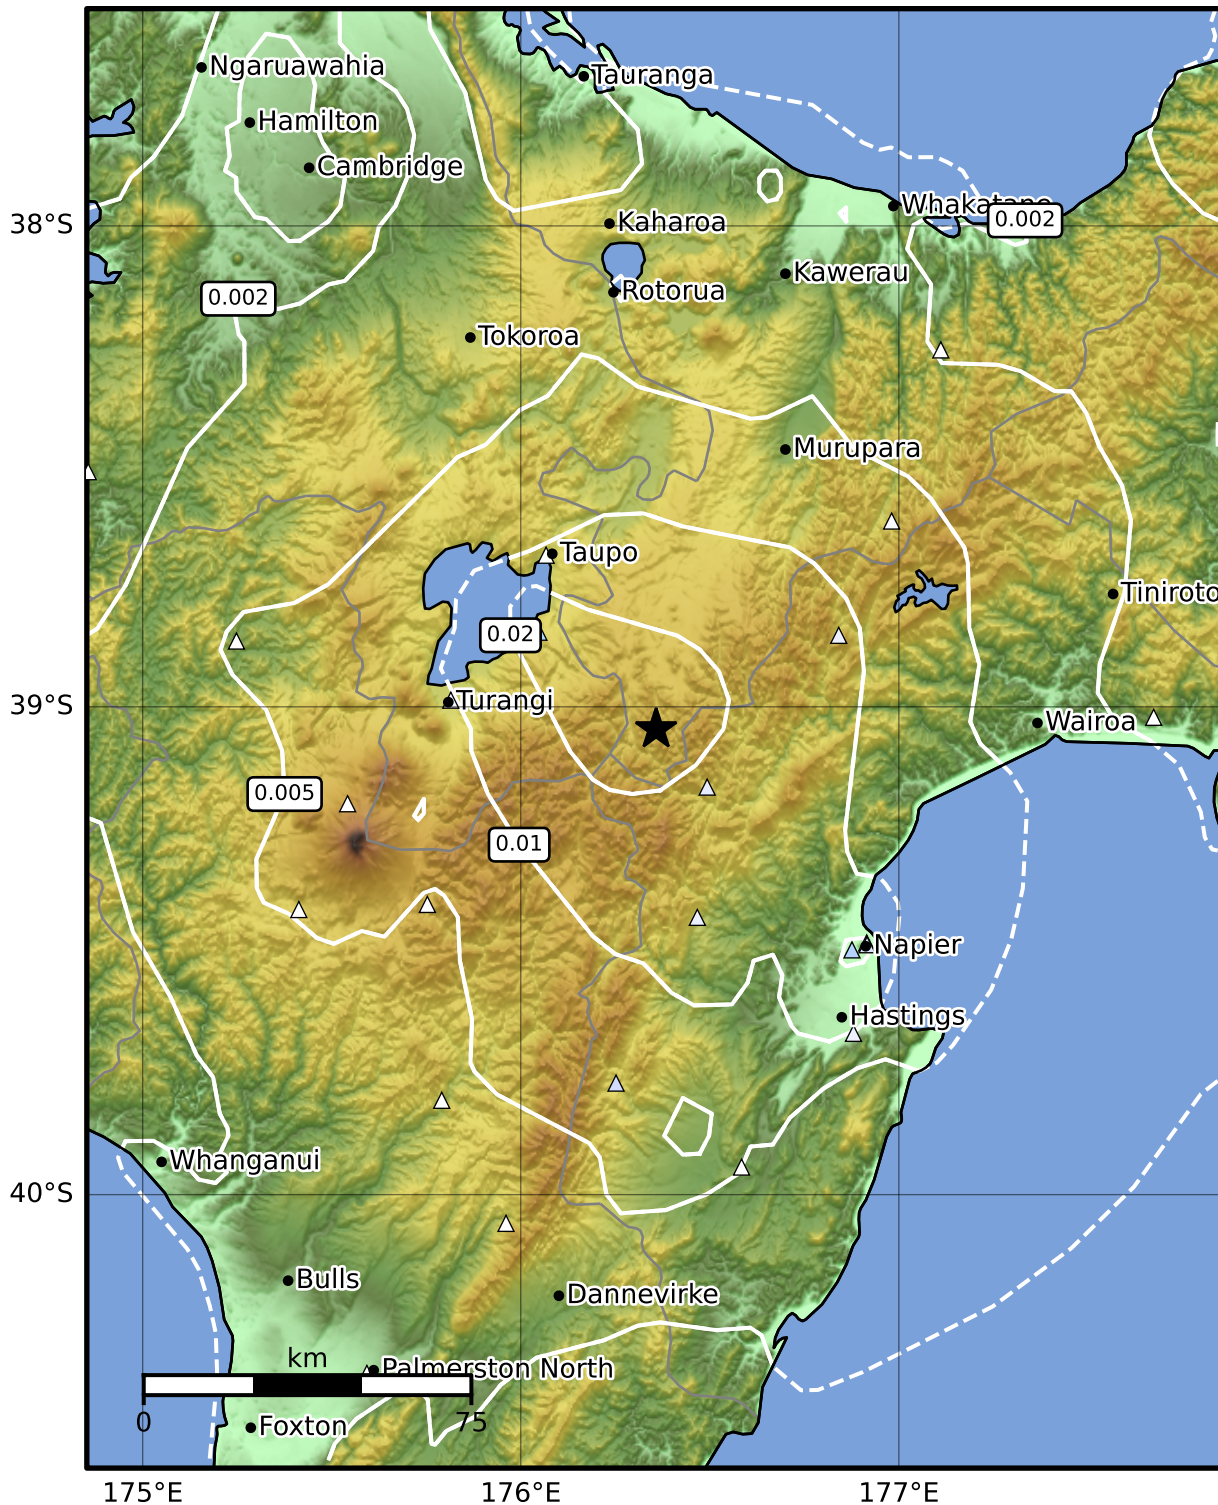 Ngaruawahia
Tauranga
Hamilton
Cambridge
Whakatane
0.002
38°S
Kaharoa
Kawerau
Rotorua
0.002
Tokoroa
Murupara
Taupo
Tiniroto
0.02
39°S
Turangi
Wairoa
0.005
0.01
Napier
Hastings
Whanganui
40°S
Bulls
Dannevirke
km
Palmerston North
0
75
Foxton
175°E
176°E
177°E